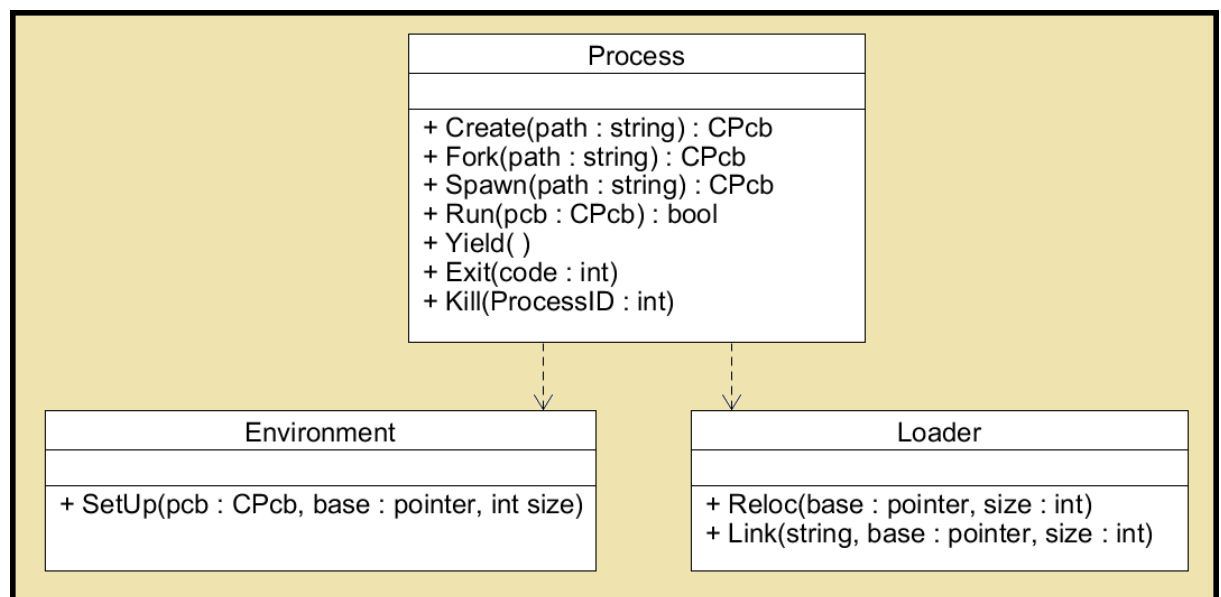 Process
+ Create(path : string) : CPcb
+ Fork(path : string) : CPcb
+ Spawn(path : string) : CPcb
+ Run(pcb : CPcb) : bool
+ Yield( )
+ Exit(code : int)
+ Kill(ProcessID : int)
Environment
+ SetUp(pcb : CPcb, base : pointer, int size)
Loader
+ Reloc(base : pointer, size : int)
+ Link(string, base : pointer, size : int)